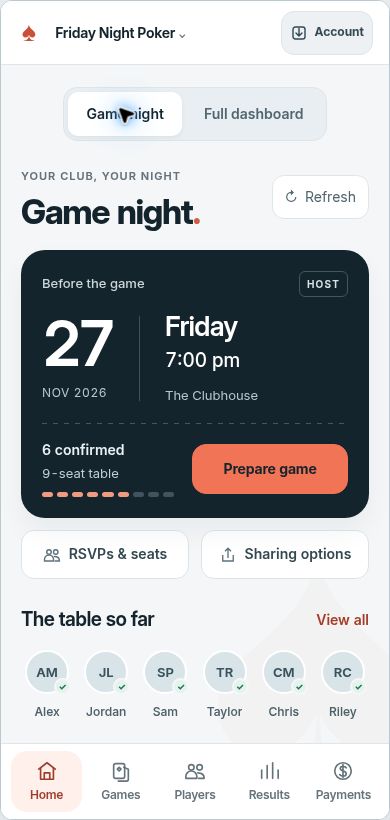 Friday Night Poker
Account
Game night
Full dashboard
YOUR CLUB, YOUR NIGHT
Game night.
Refresh
Before the game
HOST
27
NOV 2026
Friday
7:00 pm
The Clubhouse
6 confirmed
9-seat table
Prepare game
RSVPs & seats
Sharing options
The table so far
View all
AM JL SP TR CM RC
Alex Jordan Sam Taylor Chris Riley
Home Games Players Results Payments